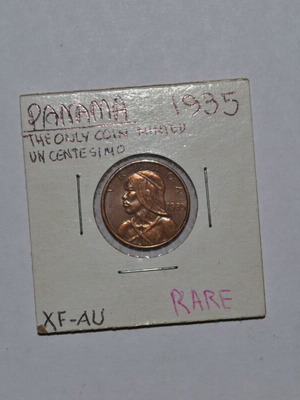 PANAMA 1935
THE ONLY COIN MINTED
UN CENTESIMO
XF-AU RARE